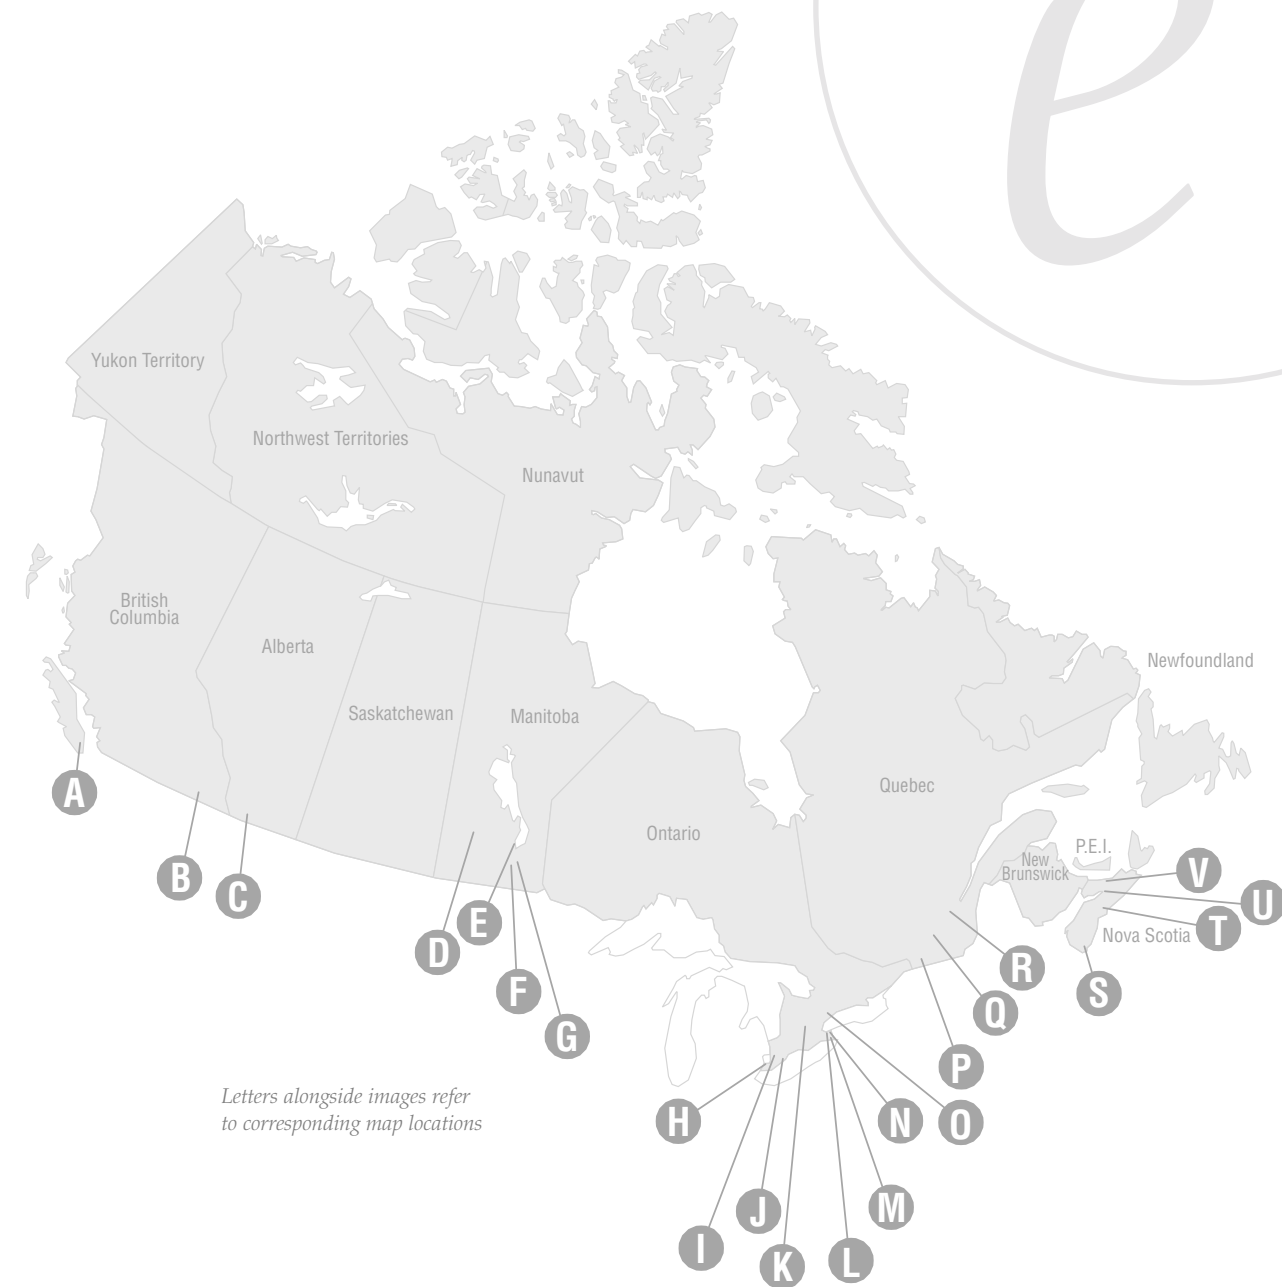 e
Yukon Territory
Northwest Territories
Nunavut
British
Columbia
Alberta
Newfoundland
Saskatchewan
Manitoba
Quebec
Ontario
P.E.I.
New
Brunswick
Nova Scotia
A
B
C
D
E
F
G
H
I
J
K
L
M
N
O
P
Q
R
S
T
U
V
Letters alongside images refer
to corresponding map locations